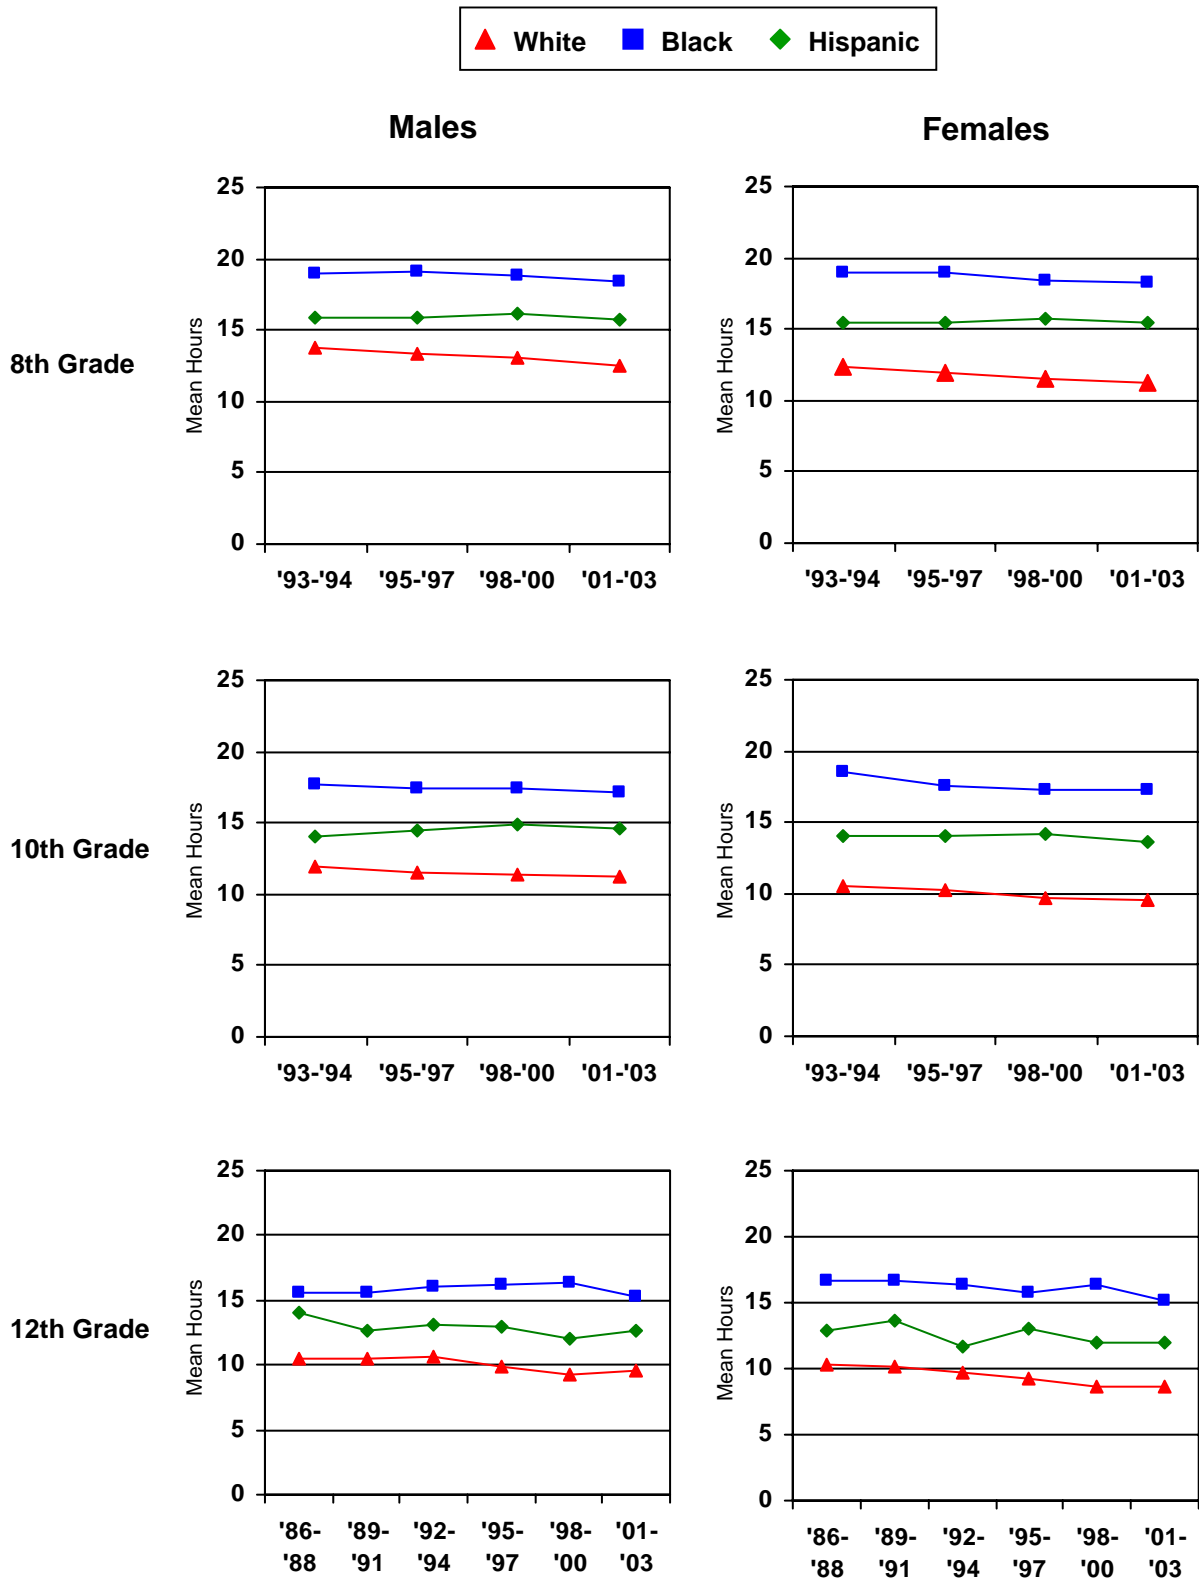 White Black Hispanic
Males Females
8th Grade
Mean Hours
25
20
15
10
5
0
'93-'94 '95-'97 '98-'00 '01-'03
Mean Hours
25
20
15
10
5
0
'93-'94 '95-'97 '98-'00 '01-'03
10th Grade
Mean Hours
25
20
15
10
5
0
'93-'94 '95-'97 '98-'00 '01-'03
Mean Hours
25
20
15
10
5
0
'93-'94 '95-'97 '98-'00 '01-'03
12th Grade
Mean Hours
25
20
15
10
5
0
'86- '89- '92- '95- '98- '01-
'88 '91 '94 '97 '00 '03
Mean Hours
25
20
15
10
5
0
'86- '89- '92- '95- '98- '01-
'88 '91 '94 '97 '00 '03